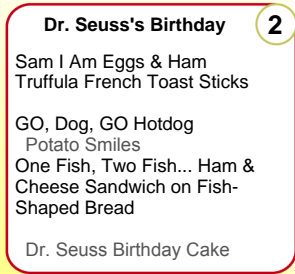 Dr. Seuss's Birthday
2
Sam I Am Eggs & Ham
Truffula French Toast Sticks
GO, Dog, GO Hotdog
Potato Smiles
One Fish, Two Fish... Ham &
Cheese Sandwich on Fish-
Shaped Bread
Dr. Seuss Birthday Cake